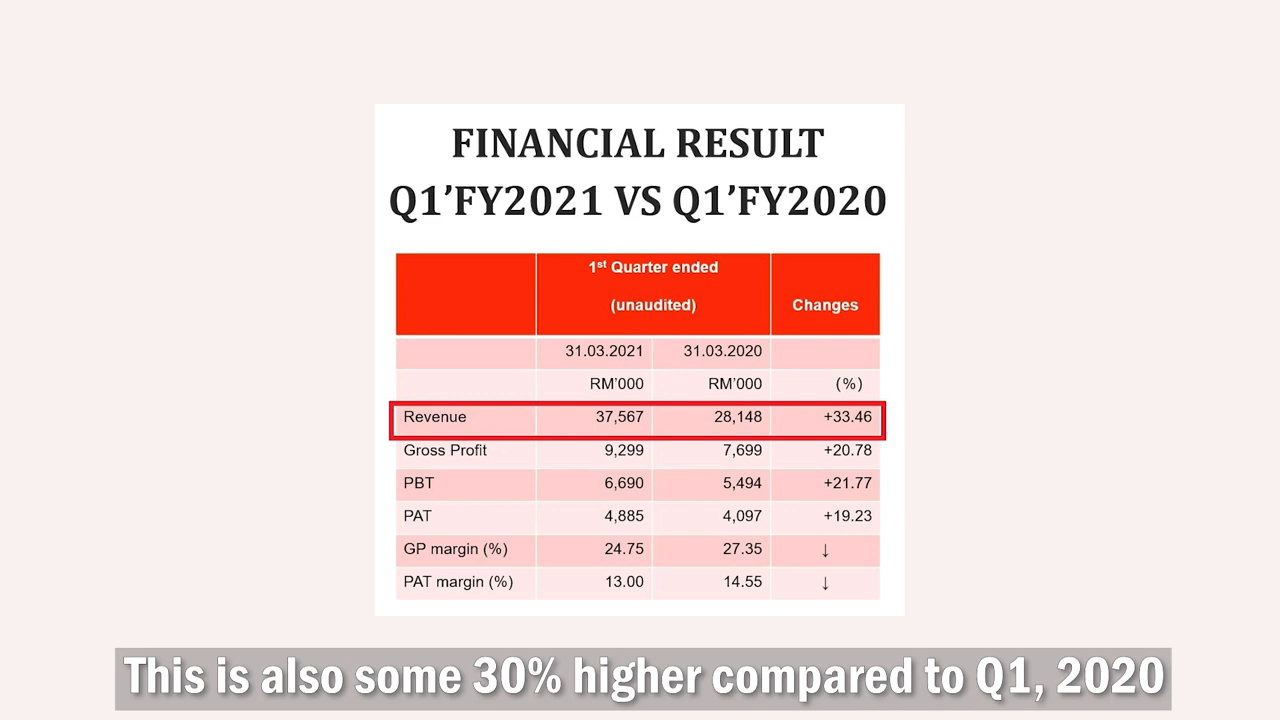 FINANCIAL RESULT
Q1’FY2021 VS Q1’FY2020
1st Quarter ended
(unaudited) Changes
31.03.2021 31.03.2020
RM’000 RM’000 (%)
Revenue 37,567 28,148 +33.46
Gross Profit 9,299 7,699 +20.78
PBT 6,690 5,494 +21.77
PAT 4,885 4,097 +19.23
GP margin (%) 24.75 27.35 ↓
PAT margin (%) 13.00 14.55 ↓
This is also some 30% higher compared to Q1, 2020